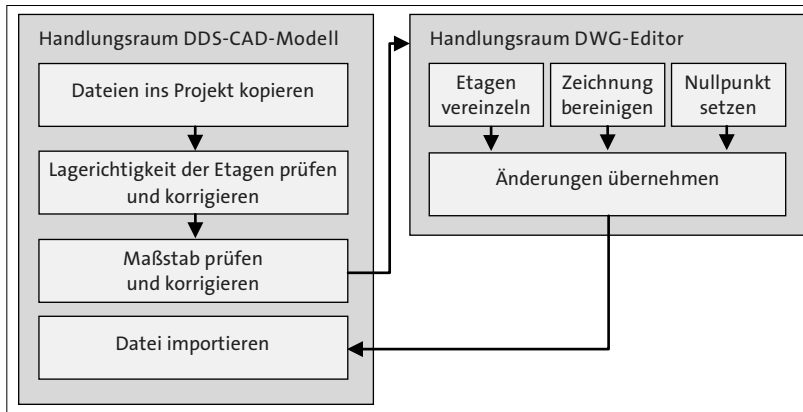 Handlungsraum DDS-CAD-Modell
Dateien ins Projekt kopieren
Lagerichtigkeit der Etagen prüfen
und korrigieren
Maßstab prüfen
und korrigieren
Datei importieren
Handlungsraum DWG-Editor
Etagen
vereinzeln
Zeichnung
bereinigen
Nullpunkt
setzen
Änderungen übernehmen